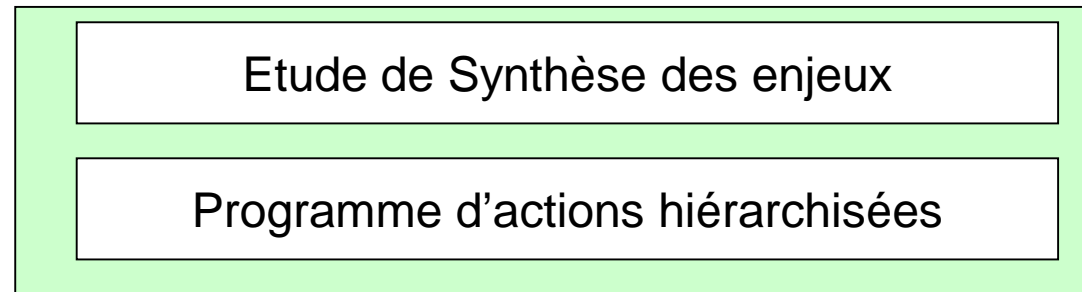 Etude de Synthèse des enjeux
Programme d’actions hiérarchisées